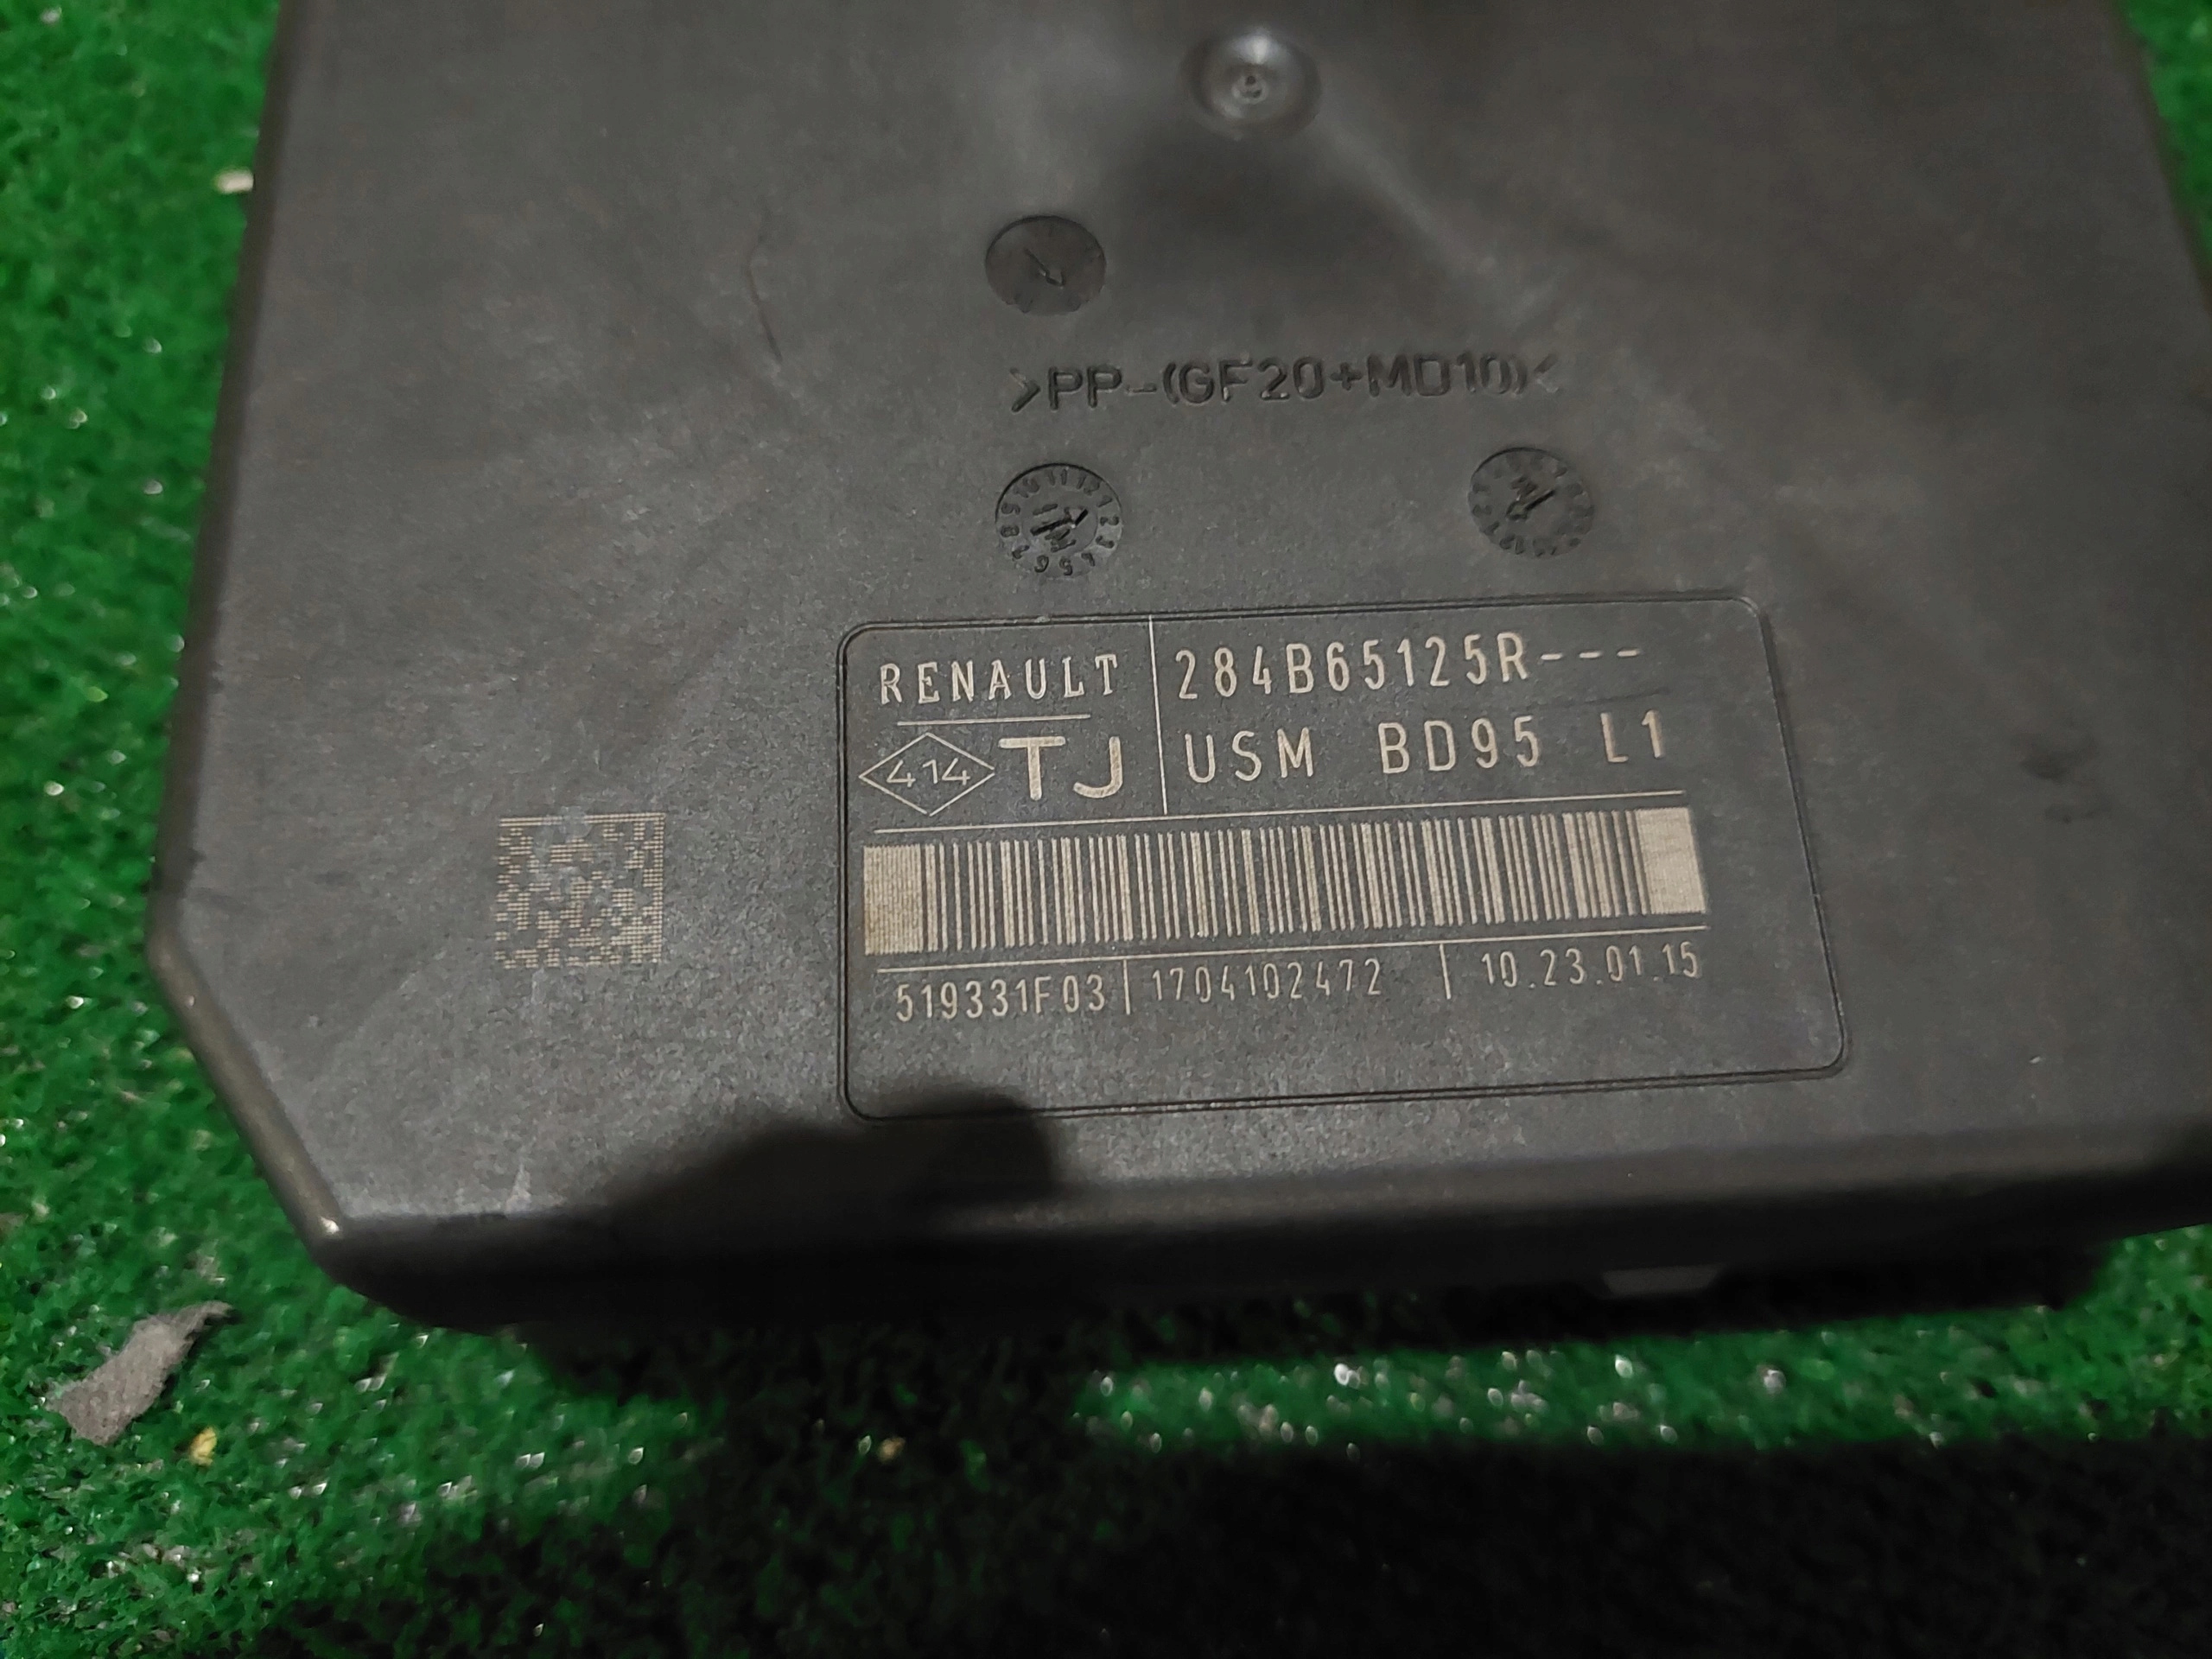 >PP-(GF20+MD10)<
RENAULT
284B65125R---
414 TJ
USM BD95 L1
519331F03
1704102472
10.23.01.15